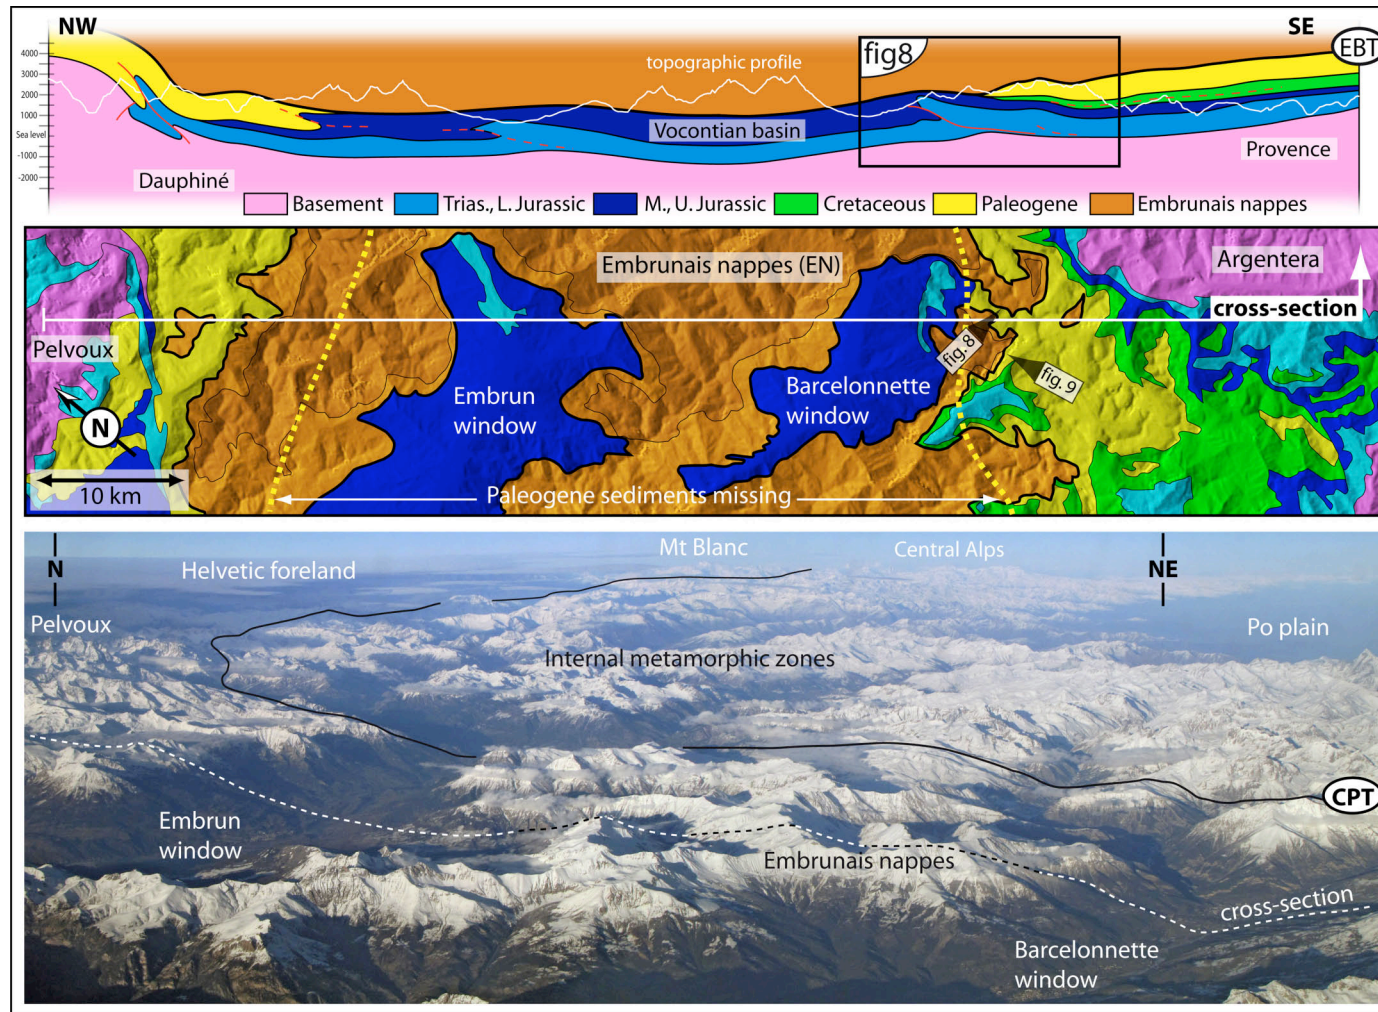 NW
SE
EBT
fig8
4000
3000
2000
1000
Sea level
-1000
-2000
topographic profile
Vocontian basin
Provence
Dauphiné
Basement
Trias., L. Jurassic
M., U. Jurassic
Cretaceous
Paleogene
Embrunais nappes
Embrunais nappes (EN)
Argentera
cross-section
Pelvoux
fig. 8
fig. 9
Embrun
window
Barcelonnette
window
N
10 km
Paleogene sediments missing
N
Helvetic foreland
Mt Blanc
Central Alps
NE
Pelvoux
Po plain
Internal metamorphic zones
CPT
Embrun
window
Embrunais nappes
cross-section
Barcelonnette
window